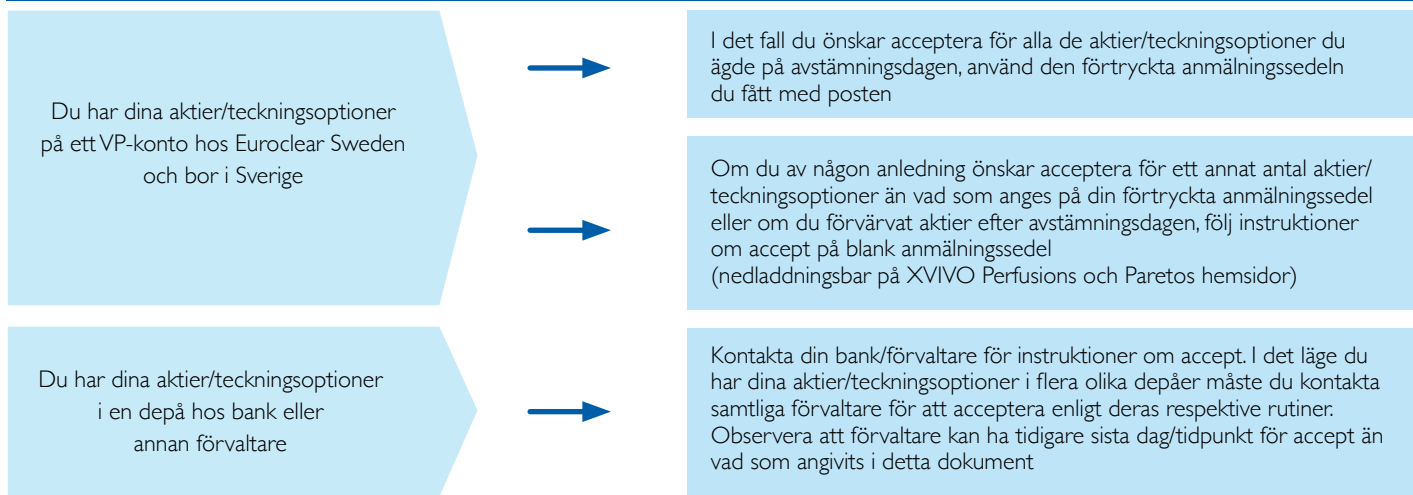 Du har dina aktier/teckningsoptioner
på ett VP-konto hos Euroclear Sweden
och bor i Sverige
I det fall du önskar acceptera för alla de aktier/teckningsoptioner du
ägde på avstämningsdagen, använd den förtryckta anmälningssedeln
du fått med posten
Om du av någon anledning önskar acceptera för ett annat antal aktier/
teckningsoptioner än vad som anges på din förtryckta anmälningssedel
eller om du förvärvat aktier efter avstämningsdagen, följ instruktioner
om accept på blank anmälningssedel
(nedladdningsbar på XVIVO Perfusions och Paretos hemsidor)
Du har dina aktier/teckningsoptioner
i en depå hos bank eller
annan förvaltare
Kontakta din bank/förvaltare för instruktioner om accept. I det läge du
har dina aktier/teckningsoptioner i flera olika depåer måste du kontakta
samtliga förvaltare för att acceptera enligt deras respektive rutiner.
Observera att förvaltare kan ha tidigare sista dag/tidpunkt för accept än
vad som angivits i detta dokument